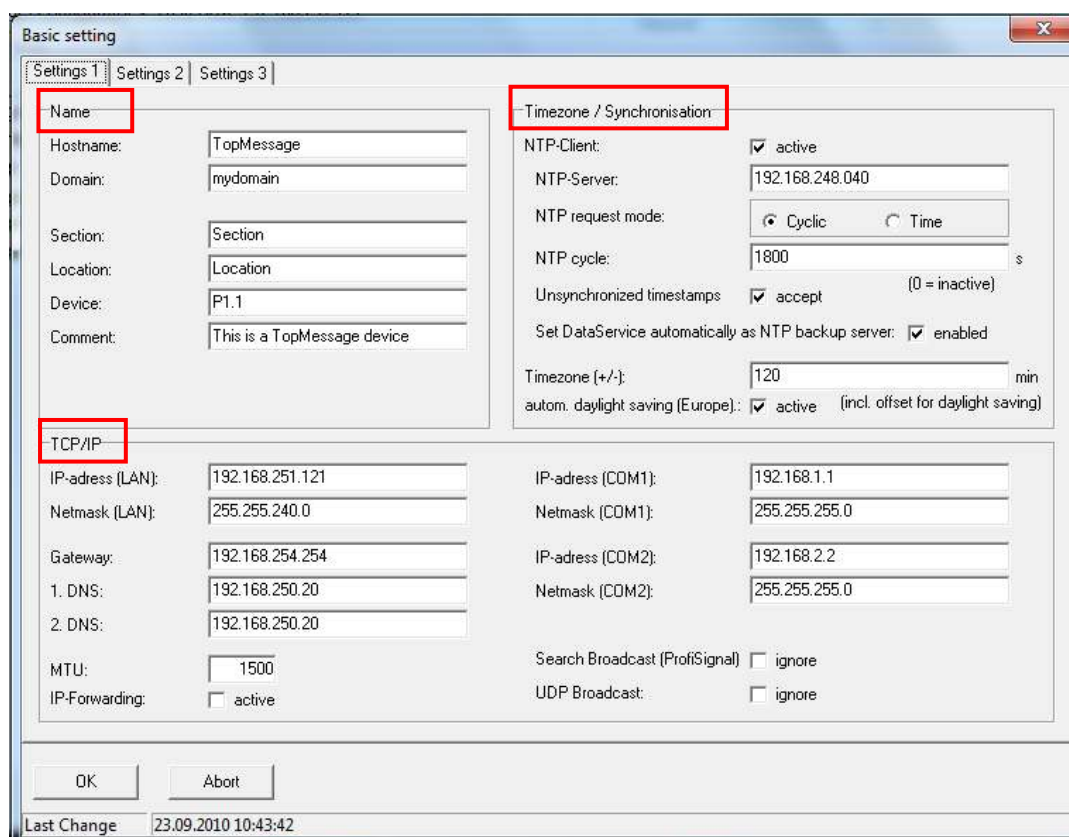 Basic setting
Settings 1 Settings 2 Settings 3
Name
Hostname: TopMessage
Domain: mydomain
Section: Section
Location: Location
Device: P1.1
Comment: This is a TopMessage device
Timezone / Synchronisation
NTP-Client: active
NTP-Server: 192.168.248.040
NTP request mode: Cyclic Time
NTP cycle: 1800 s
(0 = inactive)
Unsynchronized timestamps accept
Set DataService automatically as NTP backup server: enabled
Timezone (+/-): 120 min
autom. daylight saving (Europe).: active (incl. offset for daylight saving)
TCP/IP
IP-adress (LAN): 192.168.251.121
Netmask (LAN): 255.255.240.0
Gateway: 192.168.254.254
1. DNS: 192.168.250.20
2. DNS: 192.168.250.20
MTU: 1500
IP-Forwarding: active
IP-adress (COM1): 192.168.1.1
Netmask (COM1): 255.255.255.0
IP-adress (COM2): 192.168.2.2
Netmask (COM2): 255.255.255.0
Search Broadcast (ProfiSignal) ignore
UDP Broadcast: ignore
OK Abort
Last Change 23.09.2010 10:43:42